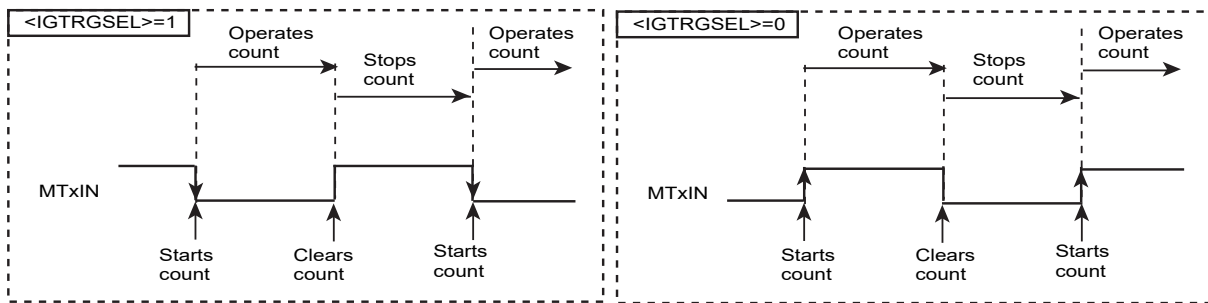 <IGTRGSEL>=1
Operates
count
Stops
count
Operates
count
MTxIN
Starts
count
Clears
count
Starts
count
<IGTRGSEL>=0
Operates
count
Stops
count
Operates
count
MTxIN
Starts
count
Clears
count
Starts
count